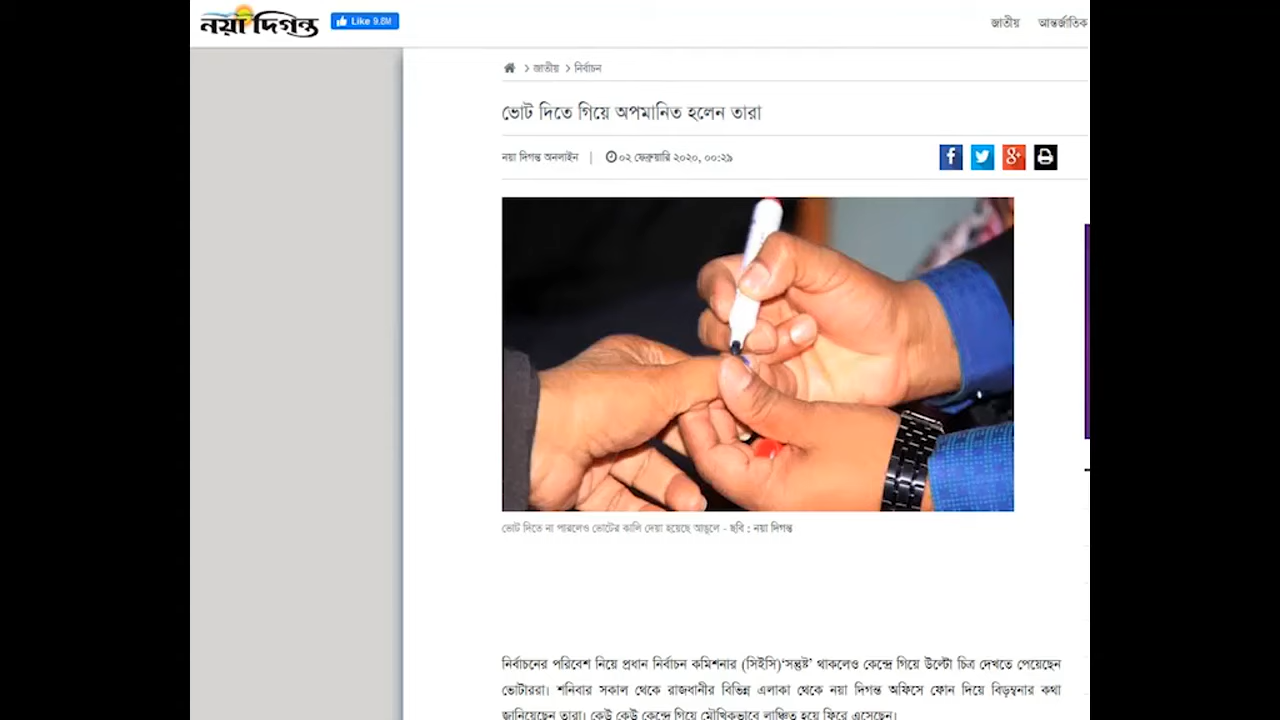 নয়া দিগন্ত
Like 9.8M
জাতীয় আন্তর্জাতিক
> জাতীয় > নির্বাচন
ভোট দিতে গিয়ে অপমানিত হলেন তারা
নয়া দিগন্ত অনলাইন | ০২ ফেব্রুয়ারি ২০২০, ০০:২৯
ভোট দিতে না পারলেও ভোটের কালি দেয়া হয়েছে আঙুলে - ছবি : নয়া দিগন্ত
নির্বাচনের পরিবেশ নিয়ে প্রধান নির্বাচন কমিশনার (সিইসি)‘সন্তুষ্ট’ থাকলেও কেন্দ্রে গিয়ে উল্টো চিত্র দেখতে পেয়েছেন
ভোটাররা। শনিবার সকাল থেকে রাজধানীর বিভিন্ন এলাকা থেকে নয়া দিগন্ত অফিসে ফোন দিয়ে বিড়ম্বনার কথা
জানিয়েছেন তারা। কেউ কেউ কেন্দ্রে গিয়ে মৌখিকভাবে লাঞ্চিত হয়ে ফিরে এসেছেন।